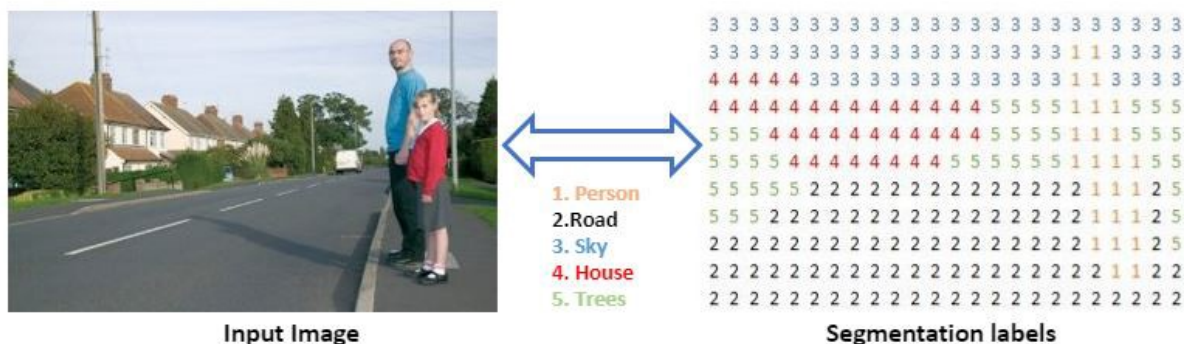 3 3 3 3 3 3 3 3 3 3 3 3 3 3 3 3 3 3 3 3 3 3 3 3
3 3 3 3 3 3 3 3 3 3 3 3 3 3 3 3 3 3 1 1 3 3 3 3
4 4 4 4 4 3 3 3 3 3 3 3 3 3 3 3 3 3 1 1 3 3 3 3
4 4 4 4 4 4 4 4 4 4 4 4 4 4 5 5 5 5 1 1 1 5 5 5
5 5 5 4 4 4 4 4 4 4 4 4 4 4 5 5 5 5 1 1 1 5 5 5
5 5 5 5 4 4 4 4 4 4 4 4 5 5 5 5 5 5 1 1 1 1 5 5
5 5 5 5 5 2 2 2 2 2 2 2 2 2 2 2 2 2 2 1 1 1 2 5
5 5 5 2 2 2 2 2 2 2 2 2 2 2 2 2 2 2 2 1 1 1 2 5
2 2 2 2 2 2 2 2 2 2 2 2 2 2 2 2 2 2 2 1 1 1 2 5
2 2 2 2 2 2 2 2 2 2 2 2 2 2 2 2 2 2 2 2 1 1 2 2
2 2 2 2 2 2 2 2 2 2 2 2 2 2 2 2 2 2 2 2 2 2 2 2
1. Person
2.Road
3. Sky
4. House
5. Trees
Input Image
Segmentation labels